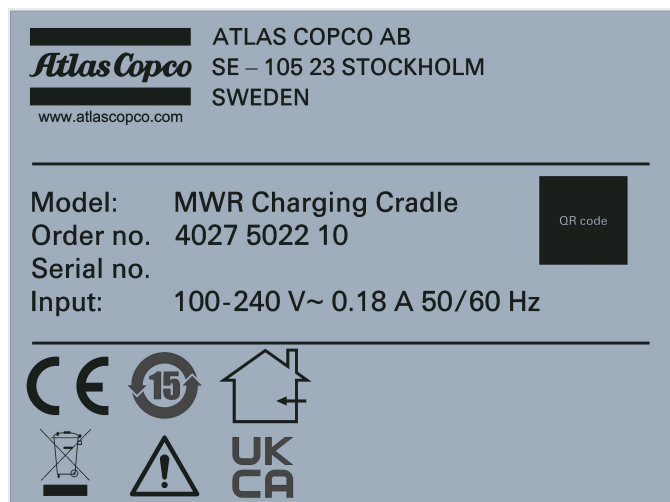 Atlas Copco
www.atlascopco.com
ATLAS COPCO AB
SE – 105 23 STOCKHOLM
SWEDEN
Model: MWR Charging Cradle
Order no. 4027 5022 10
Serial no.
Input: 100-240 V~ 0.18 A 50/60 Hz
QR code
CE
15
UK
CA